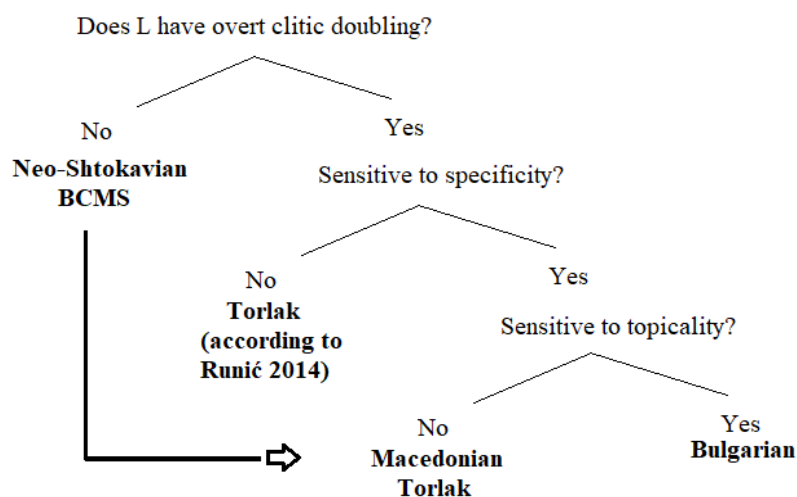 Does L have overt clitic doubling?
No
Yes
Neo-Shtokavian
BCMS
Sensitive to specificity?
No
Yes
Torlak
(according to
Runić 2014)
Sensitive to topicality?
No
Yes
Macedonian
Torlak
Bulgarian